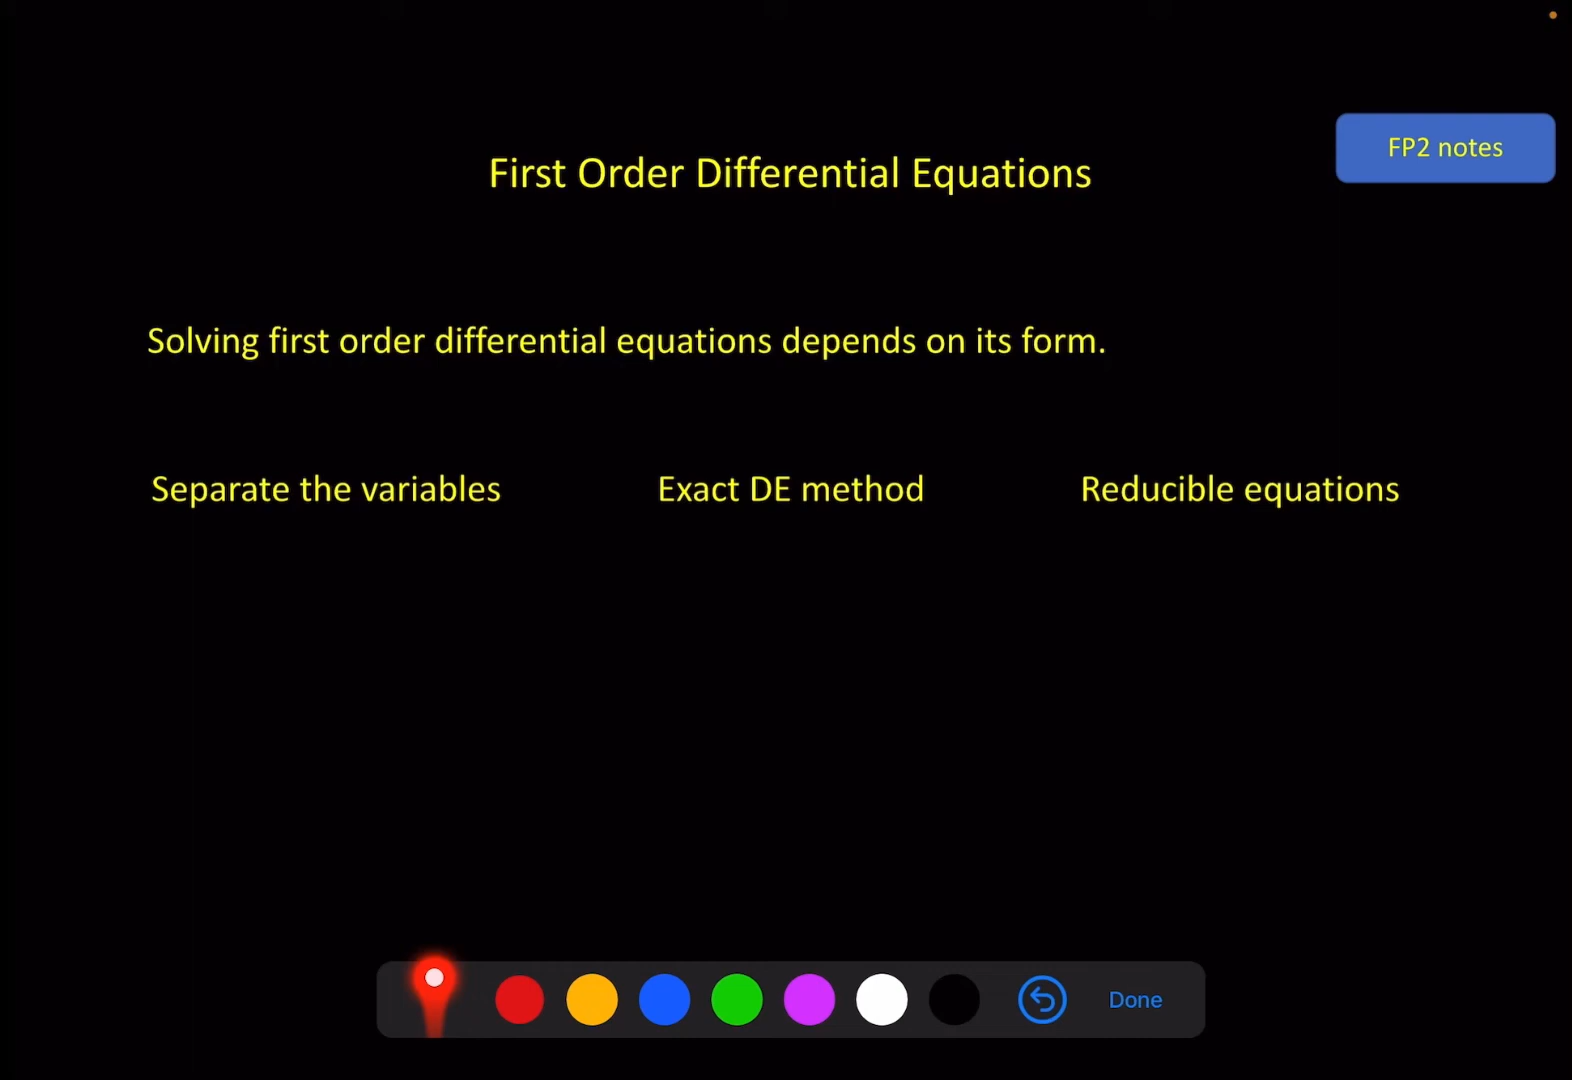 FP2 notes
First Order Differential Equations
Solving first order differential equations depends on its form.
Separate the variables
Exact DE method
Reducible equations
Done